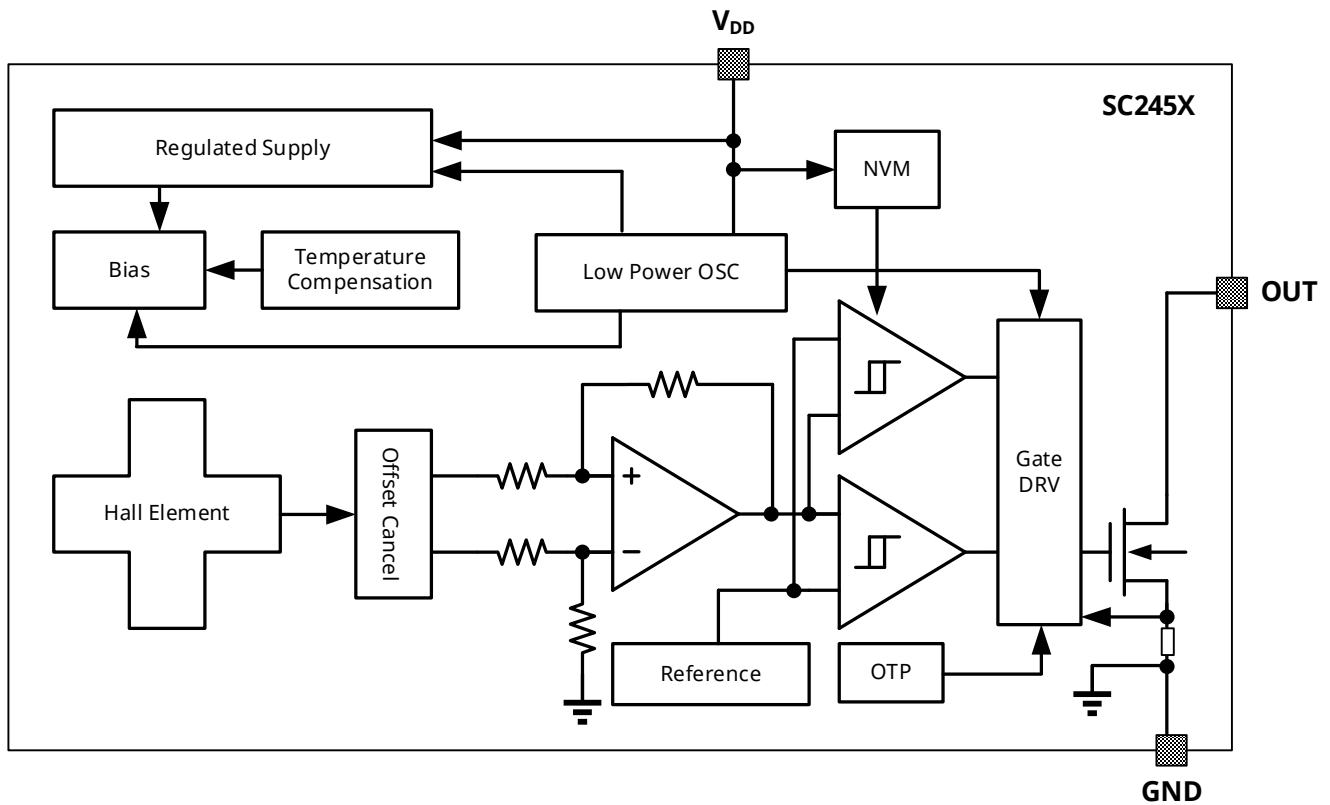 VDD
SC245X
Regulated Supply
NVM
Bias
Temperature
Compensation
Low Power OSC
OUT
Hall Element
Offset Cancel
+
−
Gate
DRV
Reference
OTP
GND